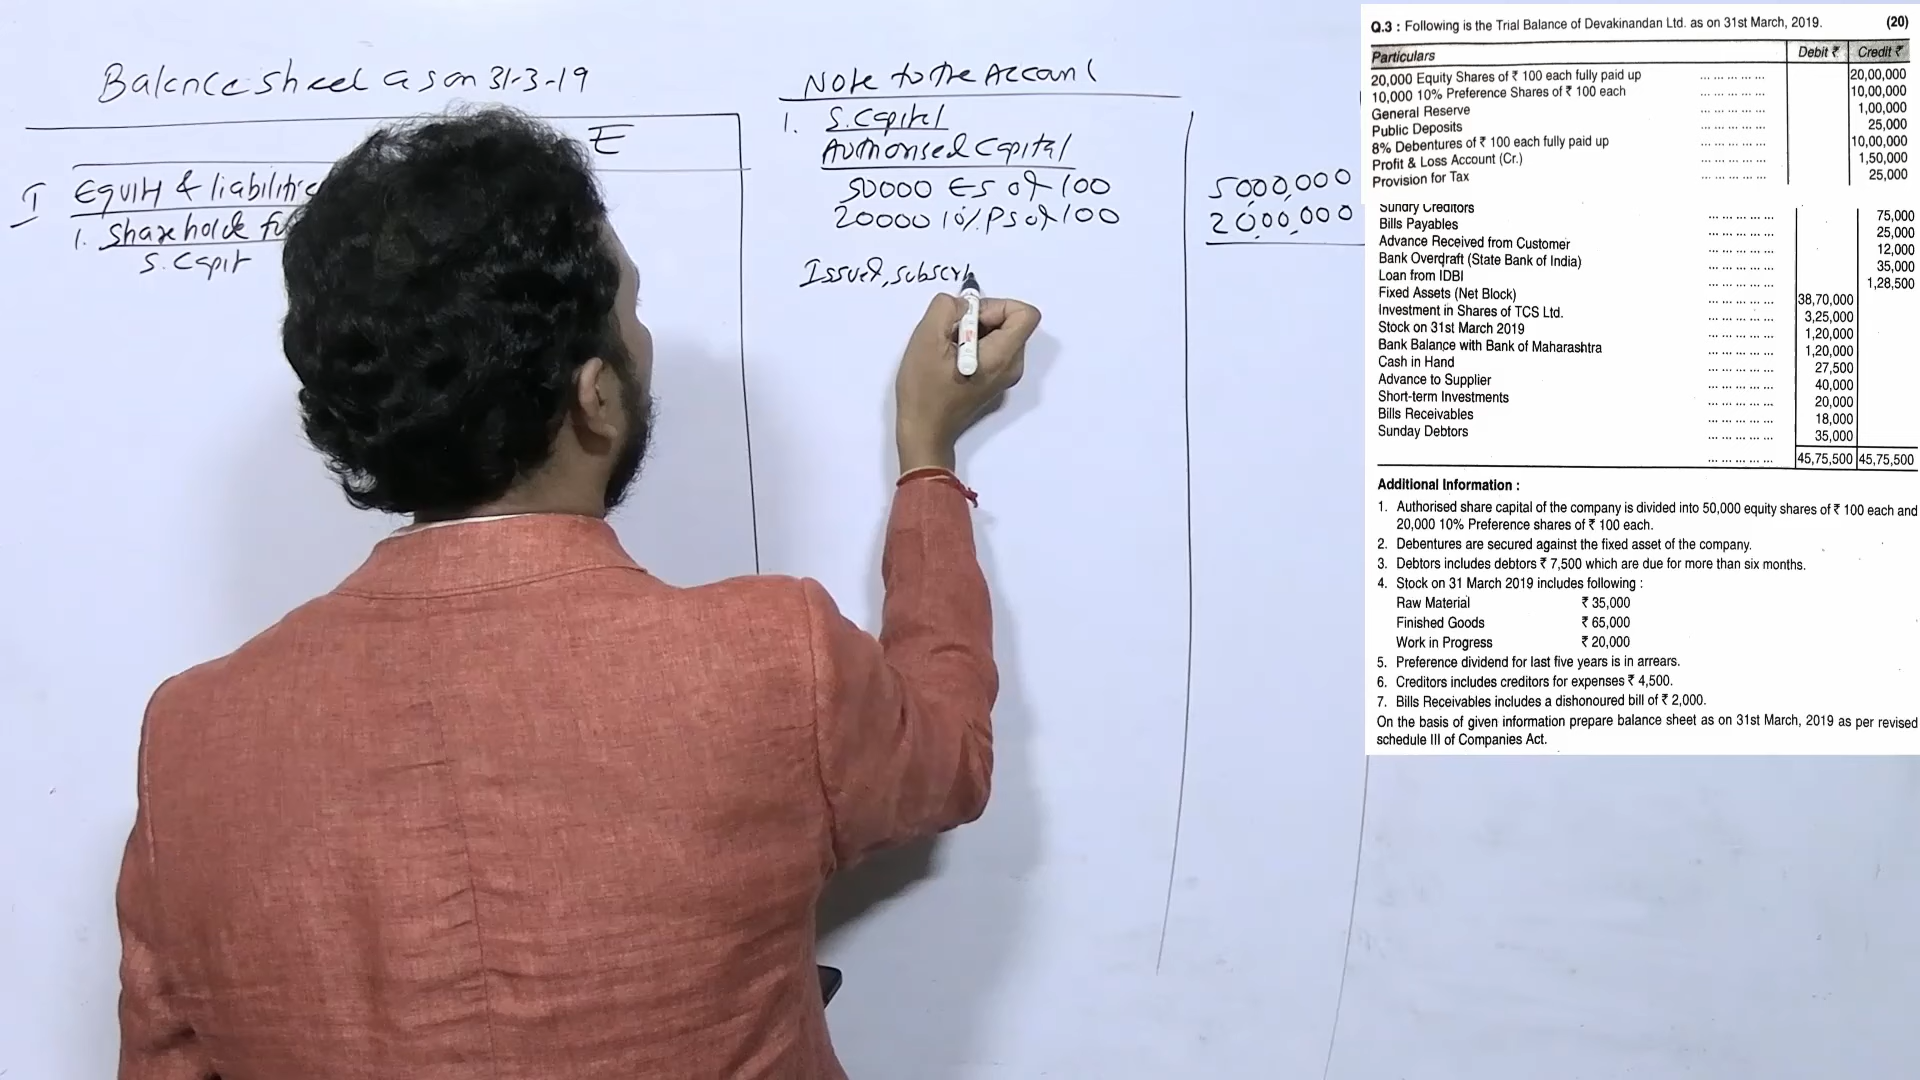 Balance sheet as on 31-3-19
E
I Equity & liabilities
1. Shareholde fu
S. Capit
Note to the Account
1. S. Capital
Authorised Capital
50000 ES of 100 5000,000
20000 10% PS of 100 2000,000
Issued, subscri
Q.3 : Following is the Trial Balance of Devakinandan Ltd. as on 31st March, 2019. (20)
Particulars Debit ₹ Credit ₹
20,000 Equity Shares of ₹ 100 each fully paid up ... ... ... ... ... 20,00,000
10,000 10% Preference Shares of ₹ 100 each ... ... ... ... ... 10,00,000
General Reserve ... ... ... ... ... 1,00,000
Public Deposits ... ... ... ... ... 25,000
8% Debentures of ₹ 100 each fully paid up ... ... ... ... ... 10,00,000
Profit & Loss Account (Cr.) ... ... ... ... ... 1,50,000
Provision for Tax ... ... ... ... ... 25,000
Sundry Creditors ... ... ... ... ... 75,000
Bills Payables ... ... ... ... ... 25,000
Advance Received from Customer ... ... ... ... ... 12,000
Bank Overdraft (State Bank of India) ... ... ... ... ... 35,000
Loan from IDBI ... ... ... ... ... 1,28,500
Fixed Assets (Net Block) ... ... ... ... ... 38,70,000
Investment in Shares of TCS Ltd. ... ... ... ... ... 3,25,000
Stock on 31st March 2019 ... ... ... ... ... 1,20,000
Bank Balance with Bank of Maharashtra ... ... ... ... ... 1,20,000
Cash in Hand ... ... ... ... ... 27,500
Advance to Supplier ... ... ... ... ... 40,000
Short-term Investments ... ... ... ... ... 20,000
Bills Receivables ... ... ... ... ... 18,000
Sunday Debtors ... ... ... ... ... 35,000
... ... ... ... ... 45,75,500 45,75,500
Additional Information :
1. Authorised share capital of the company is divided into 50,000 equity shares of ₹ 100 each and
20,000 10% Preference shares of ₹ 100 each.
2. Debentures are secured against the fixed asset of the company.
3. Debtors includes debtors ₹ 7,500 which are due for more than six months.
4. Stock on 31 March 2019 includes following :
Raw Material ₹ 35,000
Finished Goods ₹ 65,000
Work in Progress ₹ 20,000
5. Preference dividend for last five years is in arrears.
6. Creditors includes creditors for expenses ₹ 4,500.
7. Bills Receivables includes a dishonoured bill of ₹ 2,000.
On the basis of given information prepare balance sheet as on 31st March, 2019 as per revised
schedule III of Companies Act.